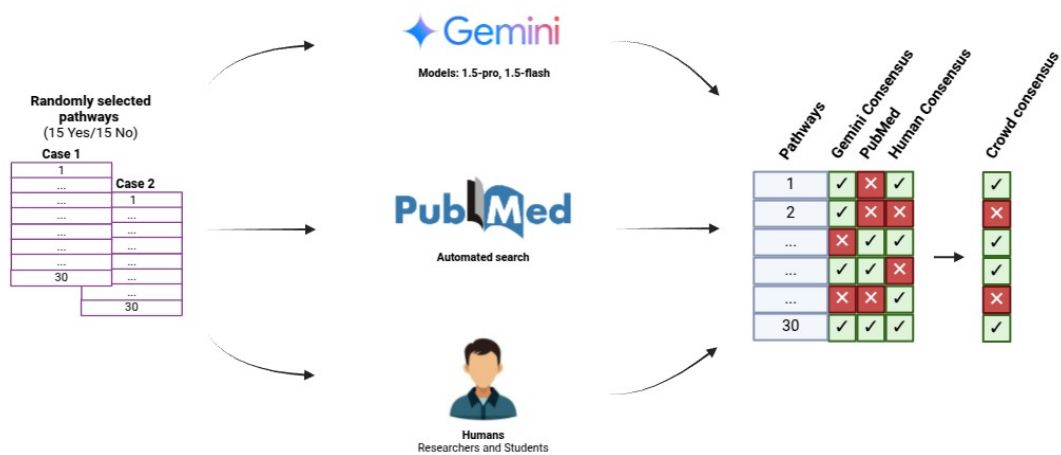 Gemini
Models: 1.5-pro, 1.5-flash
Randomly selected
pathways
(15 Yes/15 No)
Case 1
1
...
...
...
...
...
30
Case 2
1
...
...
...
...
...
30
PubMed
Automated search
Humans
Researchers and Students
Pathways
Gemini Consensus
PubMed
Human Consensus
Crowd consensus
1 ✓ ✕ ✓ ✓
2 ✓ ✕ ✕ ✕
... ✕ ✓ ✓ ✓
... ✓ ✓ ✕ ✓
... ✕ ✕ ✓ ✕
30 ✓ ✓ ✓ ✓